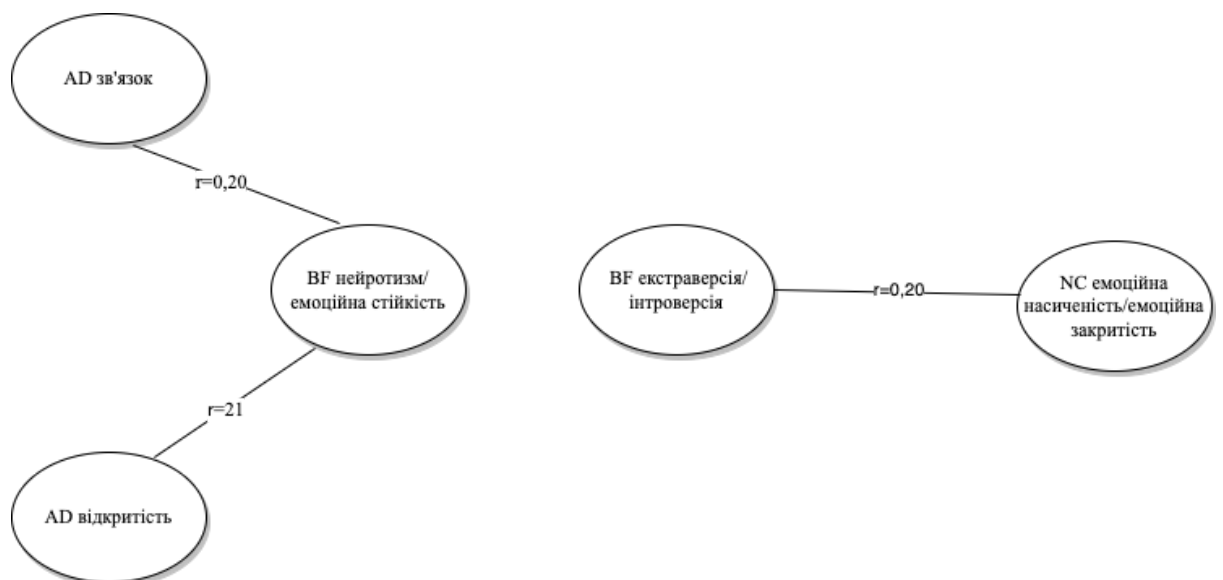 AD зв'язок
r=0,20
BF нейротизм/
емоційна стійкість
r=21
AD відкритість
BF екстраверсія/
інтроверсія
r=0,20
NC емоційна
насиченість/емоційна
закритість